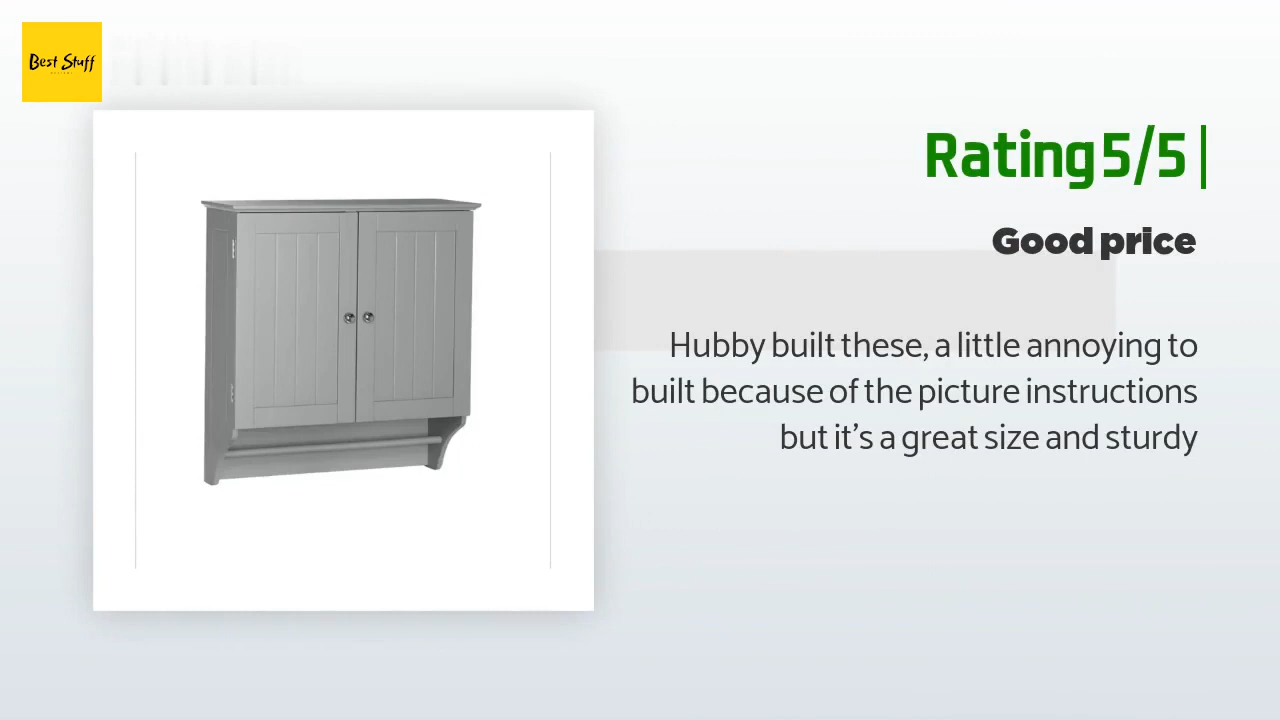 Best Stuff
Rating 5/5
Good price
Hubby built these, a little annoying to
built because of the picture instructions
but it's a great size and sturdy